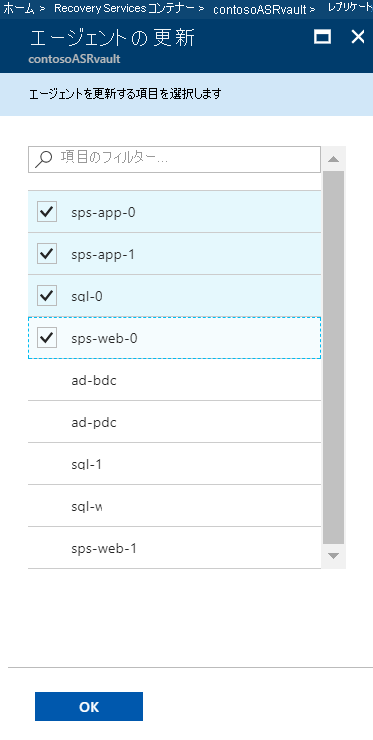 ホーム > Recovery Services コンテナー > contosoASRvault > レプリケート
エージェントの更新
contosoASRvault
エージェントを更新する項目を選択します
項目のフィルター...
sps-app-0
sps-app-1
sql-0
sps-web-0
ad-bdc
ad-pdc
sql-1
sql-w
sps-web-1
OK